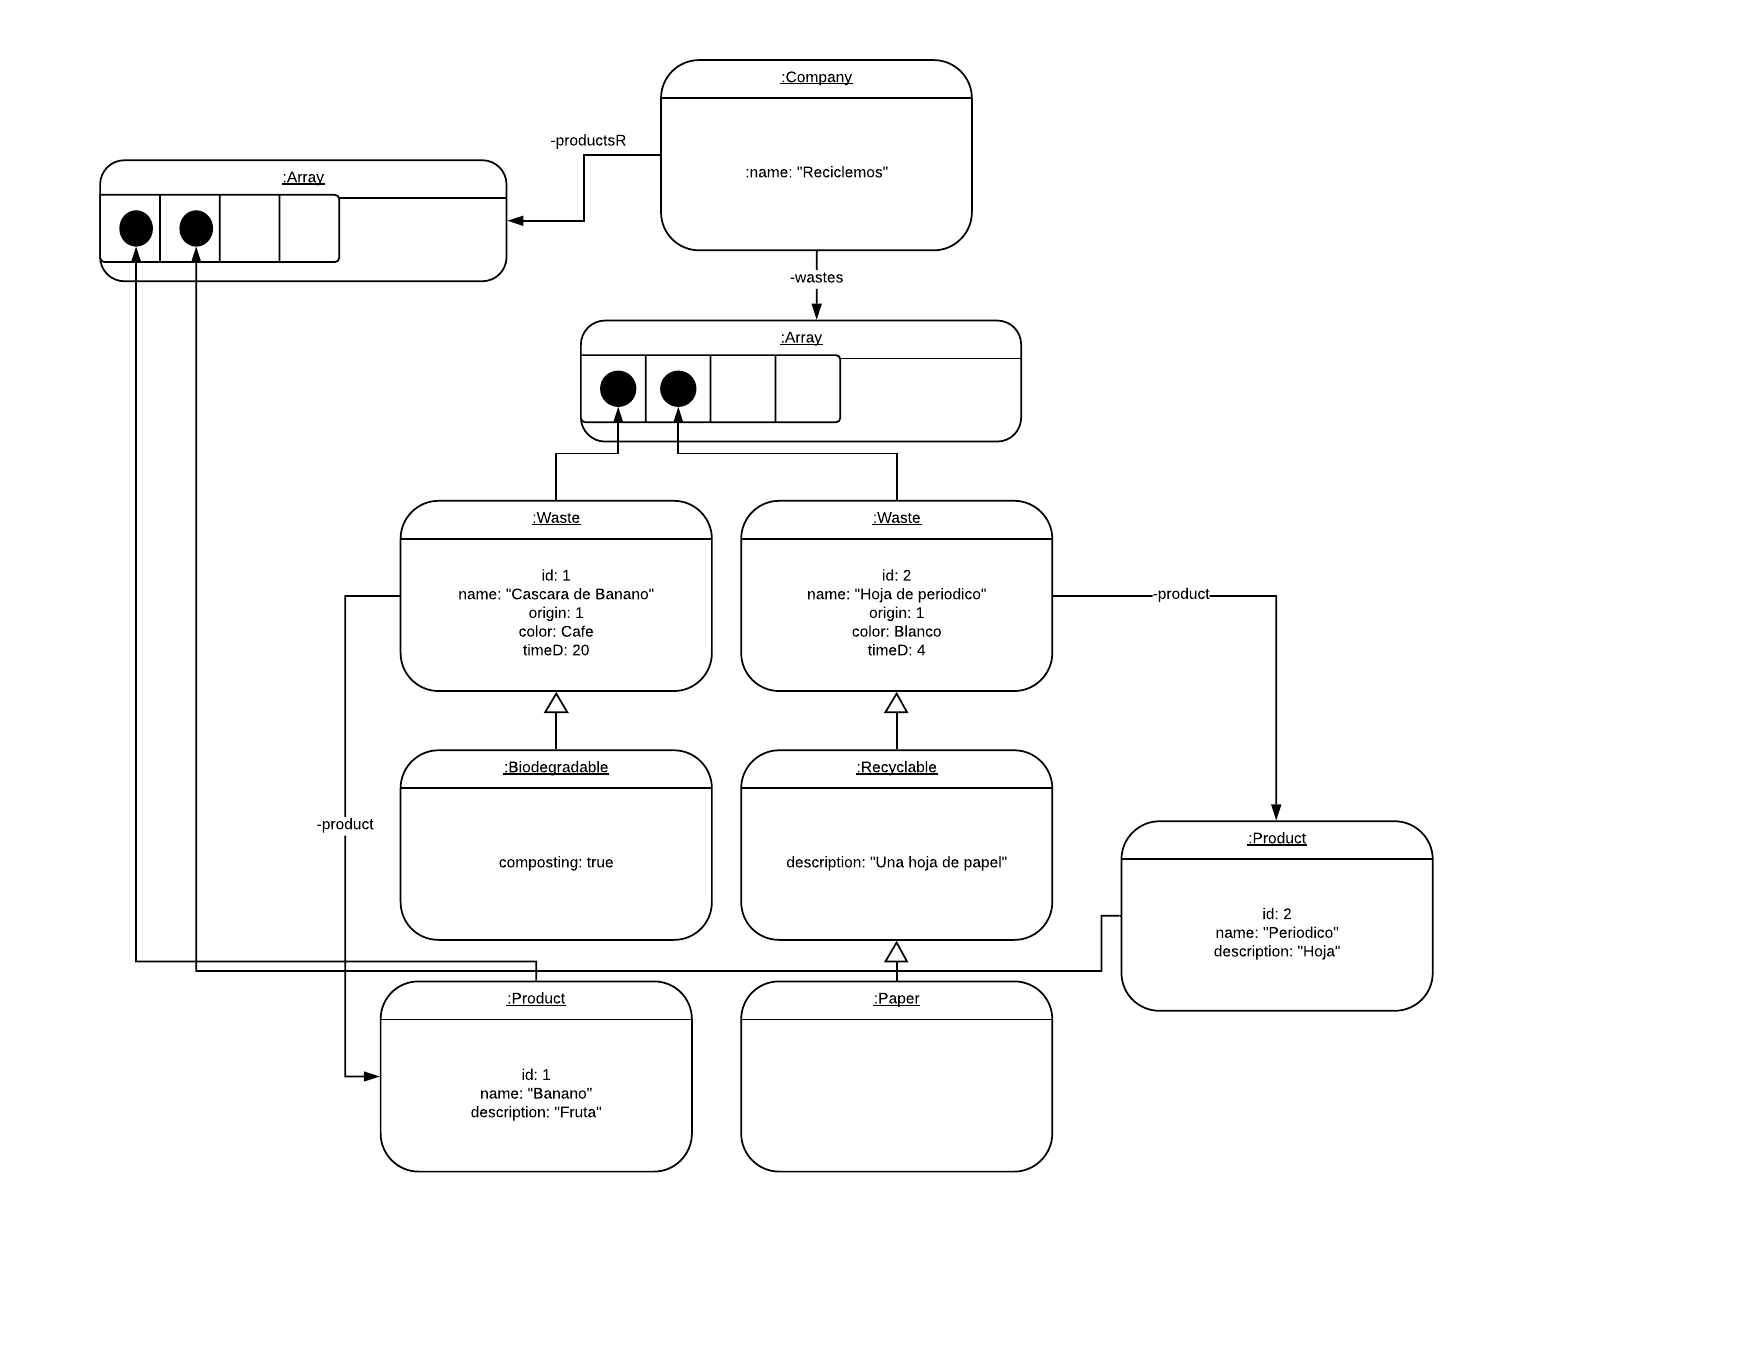 :Company
:name: "Reciclemos"
-productsR
:Array
-wastes
:Array
:Waste
id: 1
name: "Cascara de Banano"
origin: 1
color: Cafe
timeD: 20
:Waste
id: 2
name: "Hoja de periodico"
origin: 1
color: Blanco
timeD: 4
-product
:Biodegradable
composting: true
:Recyclable
description: "Una hoja de papel"
-product
:Product
id: 2
name: "Periodico"
description: "Hoja"
:Product
id: 1
name: "Banano"
description: "Fruta"
:Paper